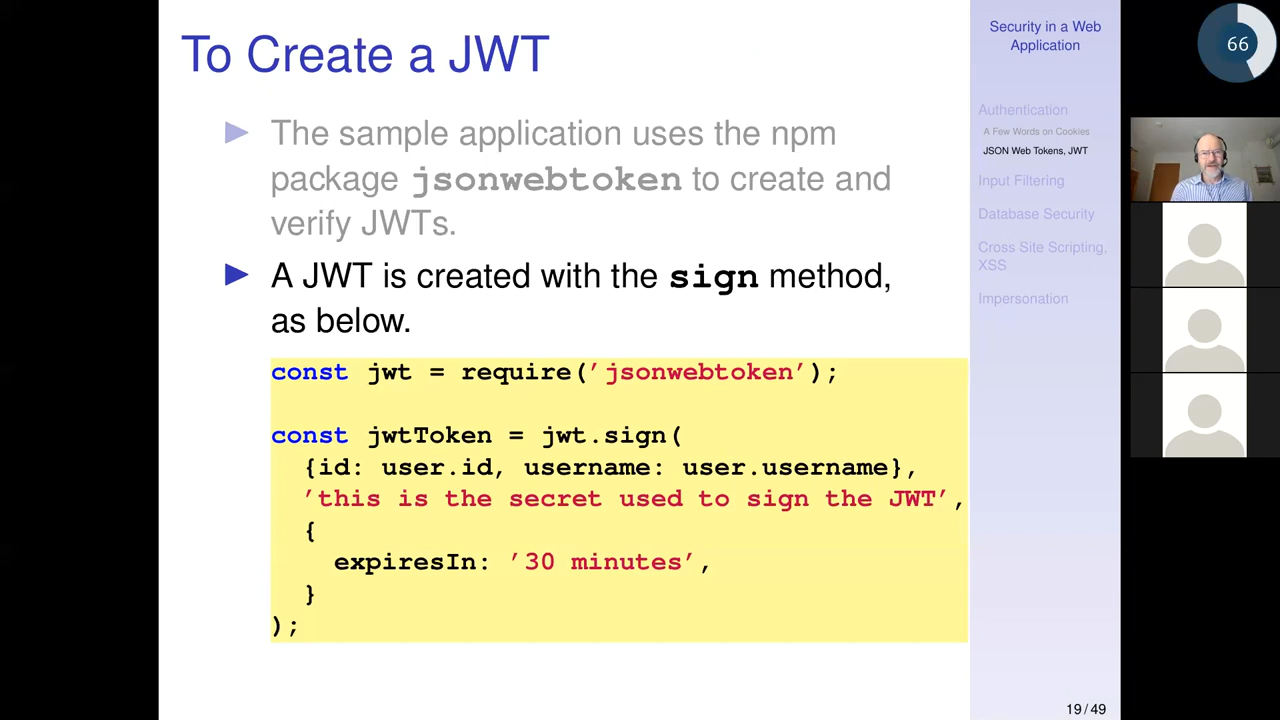 To Create a JWT
The sample application uses the npm
package jsonwebtoken to create and
verify JWTs.
A JWT is created with the sign method,
as below.
const jwt = require('jsonwebtoken');
const jwtToken = jwt.sign(
{id: user.id, username: user.username},
'this is the secret used to sign the JWT',
{
expiresIn: '30 minutes',
}
);
Security in a Web
Application
Authentication
A Few Words on Cookies
JSON Web Tokens, JWT
Input Filtering
Database Security
Cross Site Scripting,
XSS
Impersonation
19 / 49
66